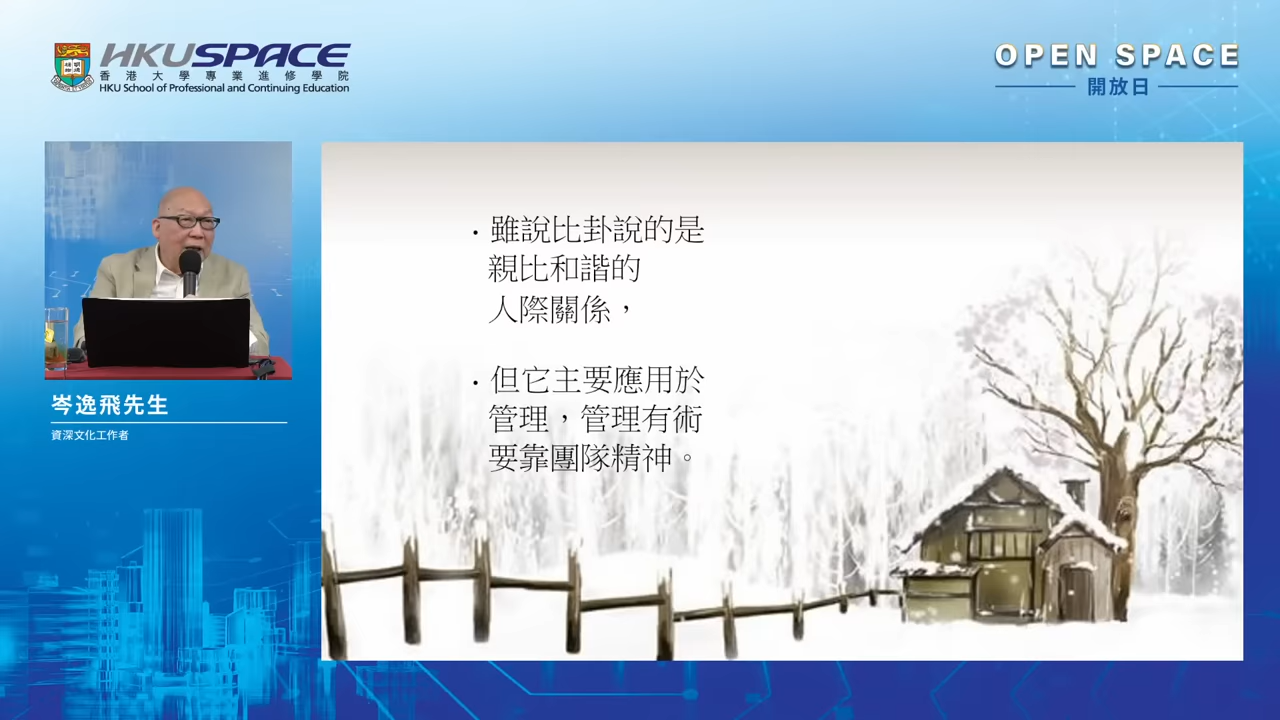 HKUSPACE
香港大學專業進修學院
HKU School of Professional and Continuing Education
OPEN SPACE
開放日
岑逸飛先生
資深文化工作者
· 雖說比卦說的是
親比和諧的
人際關係，
· 但它主要應用於
管理，管理有術
要靠團隊精神。